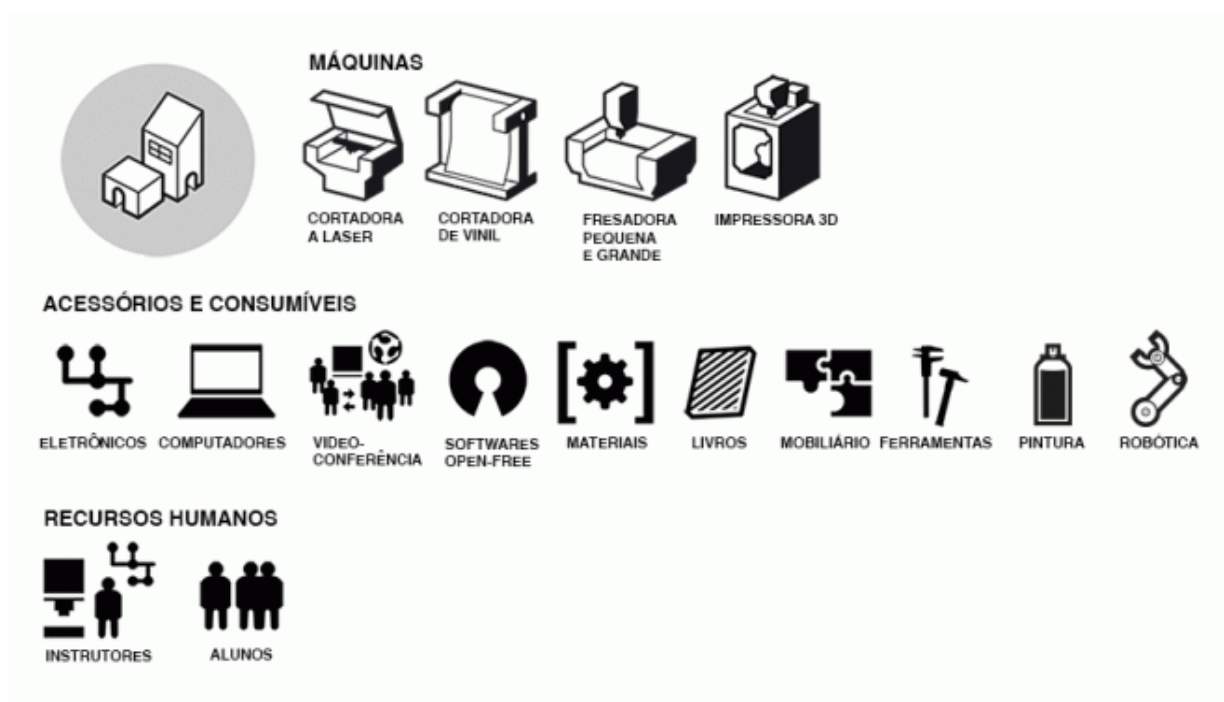 MÁQUINAS
CORTADORA
A LASER
CORTADORA
DE VINIL
FRESADORA
PEQUENA
E GRANDE
IMPRESSORA 3D
ACESSÓRIOS E CONSUMÍVEIS
ELETRÔNICOS
COMPUTADORES
VIDEO-
CONFERÊNCIA
SOFTWARES
OPEN-FREE
MATERIAIS
LIVROS
MOBILIÁRIO
FERRAMENTAS
PINTURA
ROBÓTICA
RECURSOS HUMANOS
INSTRUTORES
ALUNOS